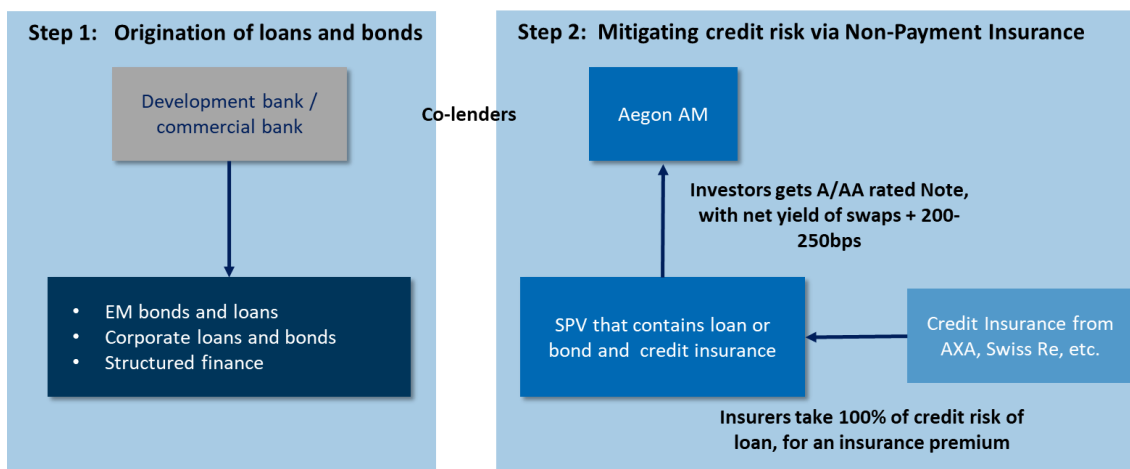 Step 1: Origination of loans and bonds
Development bank /
commercial bank
• EM bonds and loans
• Corporate loans and bonds
• Structured finance
Co-lenders
Step 2: Mitigating credit risk via Non-Payment Insurance
Aegon AM
Investors gets A/AA rated Note,
with net yield of swaps + 200-
250bps
SPV that contains loan or
bond and credit insurance
Credit Insurance from
AXA, Swiss Re, etc.
Insurers take 100% of credit risk of
loan, for an insurance premium